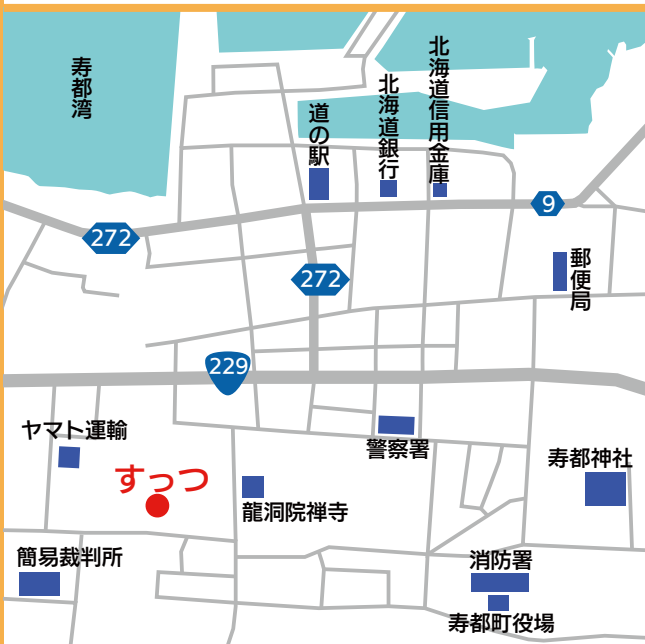 寿都湾
道の駅
北海道銀行
北海道信用金庫
9
272
272
郵便局
229
ヤマト運輸
警察署
寿都神社
すっつ
龍洞院禅寺
簡易裁判所
消防署
寿都町役場